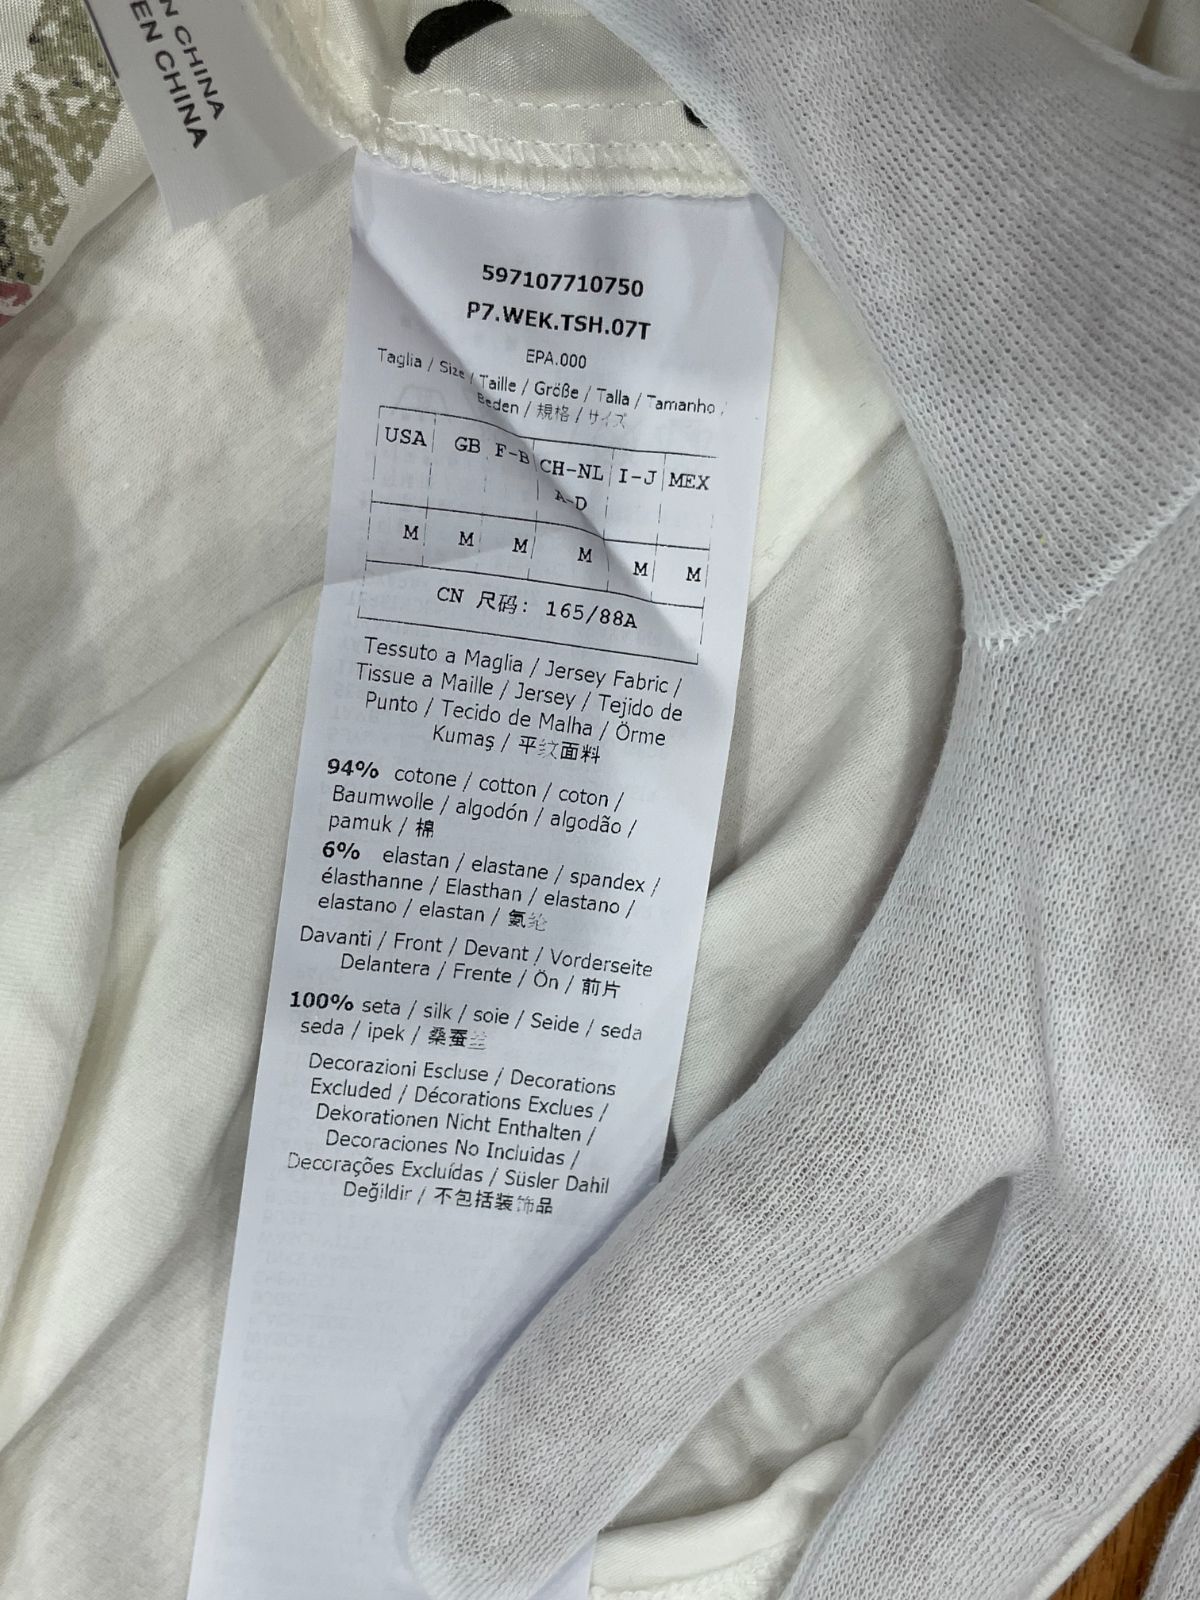 N CHINA
EN CHINA
597107710750
P7.WEK.TSH.07T
EPA.000
Taglia / Size / Taille / Größe / Talla / Tamanho /
Beden / 規格 / サイズ
USA GB F-B CH-NL I-J MEX
A-D
M M M M M M
CN 尺码: 165/88A
Tessuto a Maglia / Jersey Fabric /
Tissue a Maille / Jersey / Tejido de
Punto / Tecido de Malha / Örme
Kumaş / 平纹面料
94% cotone / cotton / coton /
Baumwolle / algodón / algodão /
pamuk / 棉
6% elastan / elastane / spandex /
élasthanne / Elasthan / elastano /
elastano / elastan / 氨纶
Davanti / Front / Devant / Vorderseite
Delantera / Frente / Ön / 前片
100% seta / silk / soie / Seide / seda
seda / ipek / 桑蚕丝
Decorazioni Escluse / Decorations
Excluded / Décorations Exclues /
Dekorationen Nicht Enthalten /
Decoraciones No Incluidas /
Decorações Excluídas / Süsler Dahil
Değildir / 不包括装饰品